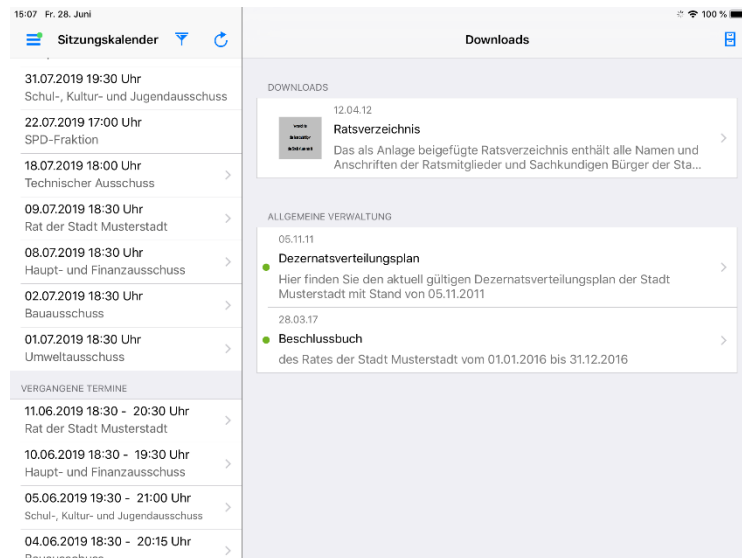 15:07 Fr. 28. Juni
100 %
Sitzungskalender
31.07.2019 19:30 Uhr
Schul-, Kultur- und Jugendausschuss
22.07.2019 17:00 Uhr
SPD-Fraktion
18.07.2019 18:00 Uhr
Technischer Ausschuss
09.07.2019 18:30 Uhr
Rat der Stadt Musterstadt
08.07.2019 18:30 Uhr
Haupt- und Finanzausschuss
02.07.2019 18:30 Uhr
Bauausschuss
01.07.2019 18:30 Uhr
Umweltausschuss
VERGANGENE TERMINE
11.06.2019 18:30 - 20:30 Uhr
Rat der Stadt Musterstadt
10.06.2019 18:30 - 19:30 Uhr
Haupt- und Finanzausschuss
05.06.2019 19:30 - 21:00 Uhr
Schul-, Kultur- und Jugendausschuss
04.06.2019 18:30 - 20:15 Uhr
Bauausschuss
Downloads
DOWNLOADS
12.04.12
Ratsverzeichnis
Das als Anlage beigefügte Ratsverzeichnis enthält alle Namen und
Anschriften der Ratsmitglieder und Sachkundigen Bürger der Sta...
ALLGEMEINE VERWALTUNG
05.11.11
Dezernatsverteilungsplan
Hier finden Sie den aktuell gültigen Dezernatsverteilungsplan der Stadt
Musterstadt mit Stand von 05.11.2011
28.03.17
Beschlussbuch
des Rates der Stadt Musterstadt vom 01.01.2016 bis 31.12.2016